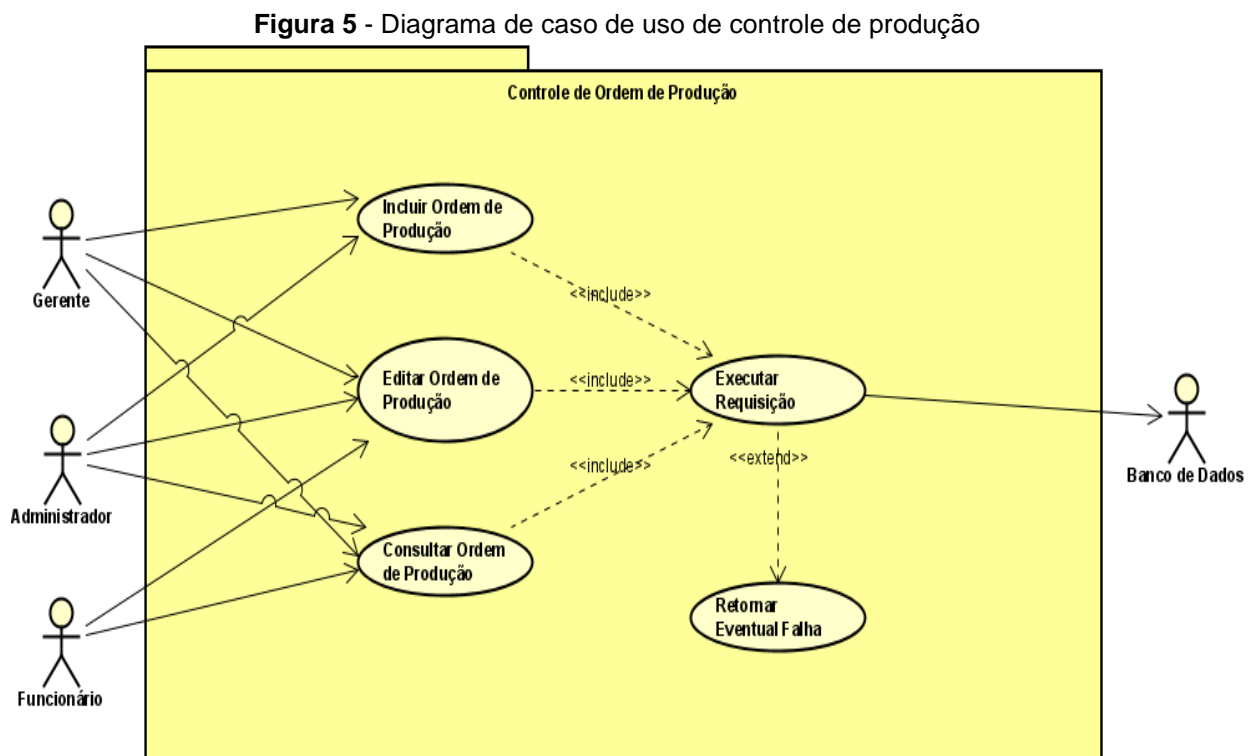 Figura 5 - Diagrama de caso de uso de controle de produção
Controle de Ordem de Produção
Incluir Ordem de
Produção
Gerente
<<include>>
Editar Ordem de
Produção
<<include>>
Executar
Requisição
<<include>>
<<extend>>
Banco de Dados
Administrador
Consultar Ordem
de Produção
Retornar
Eventual Falha
Funcionário